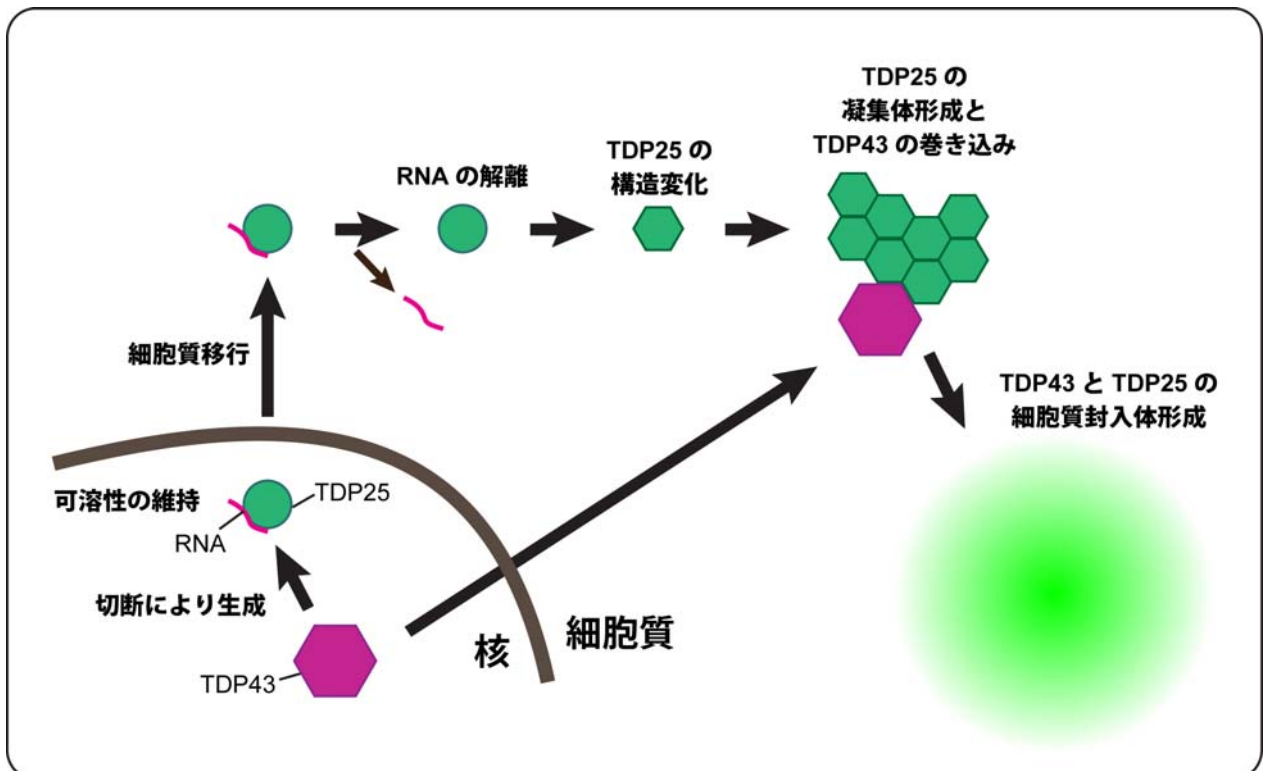 TDP25 の
凝集体形成と
TDP43 の巻き込み
TDP25 の
構造変化
RNA の解離
細胞質移行
TDP43 と TDP25 の
細胞質封入体形成
可溶性の維持
TDP25
RNA
切断により生成
核
細胞質
TDP43